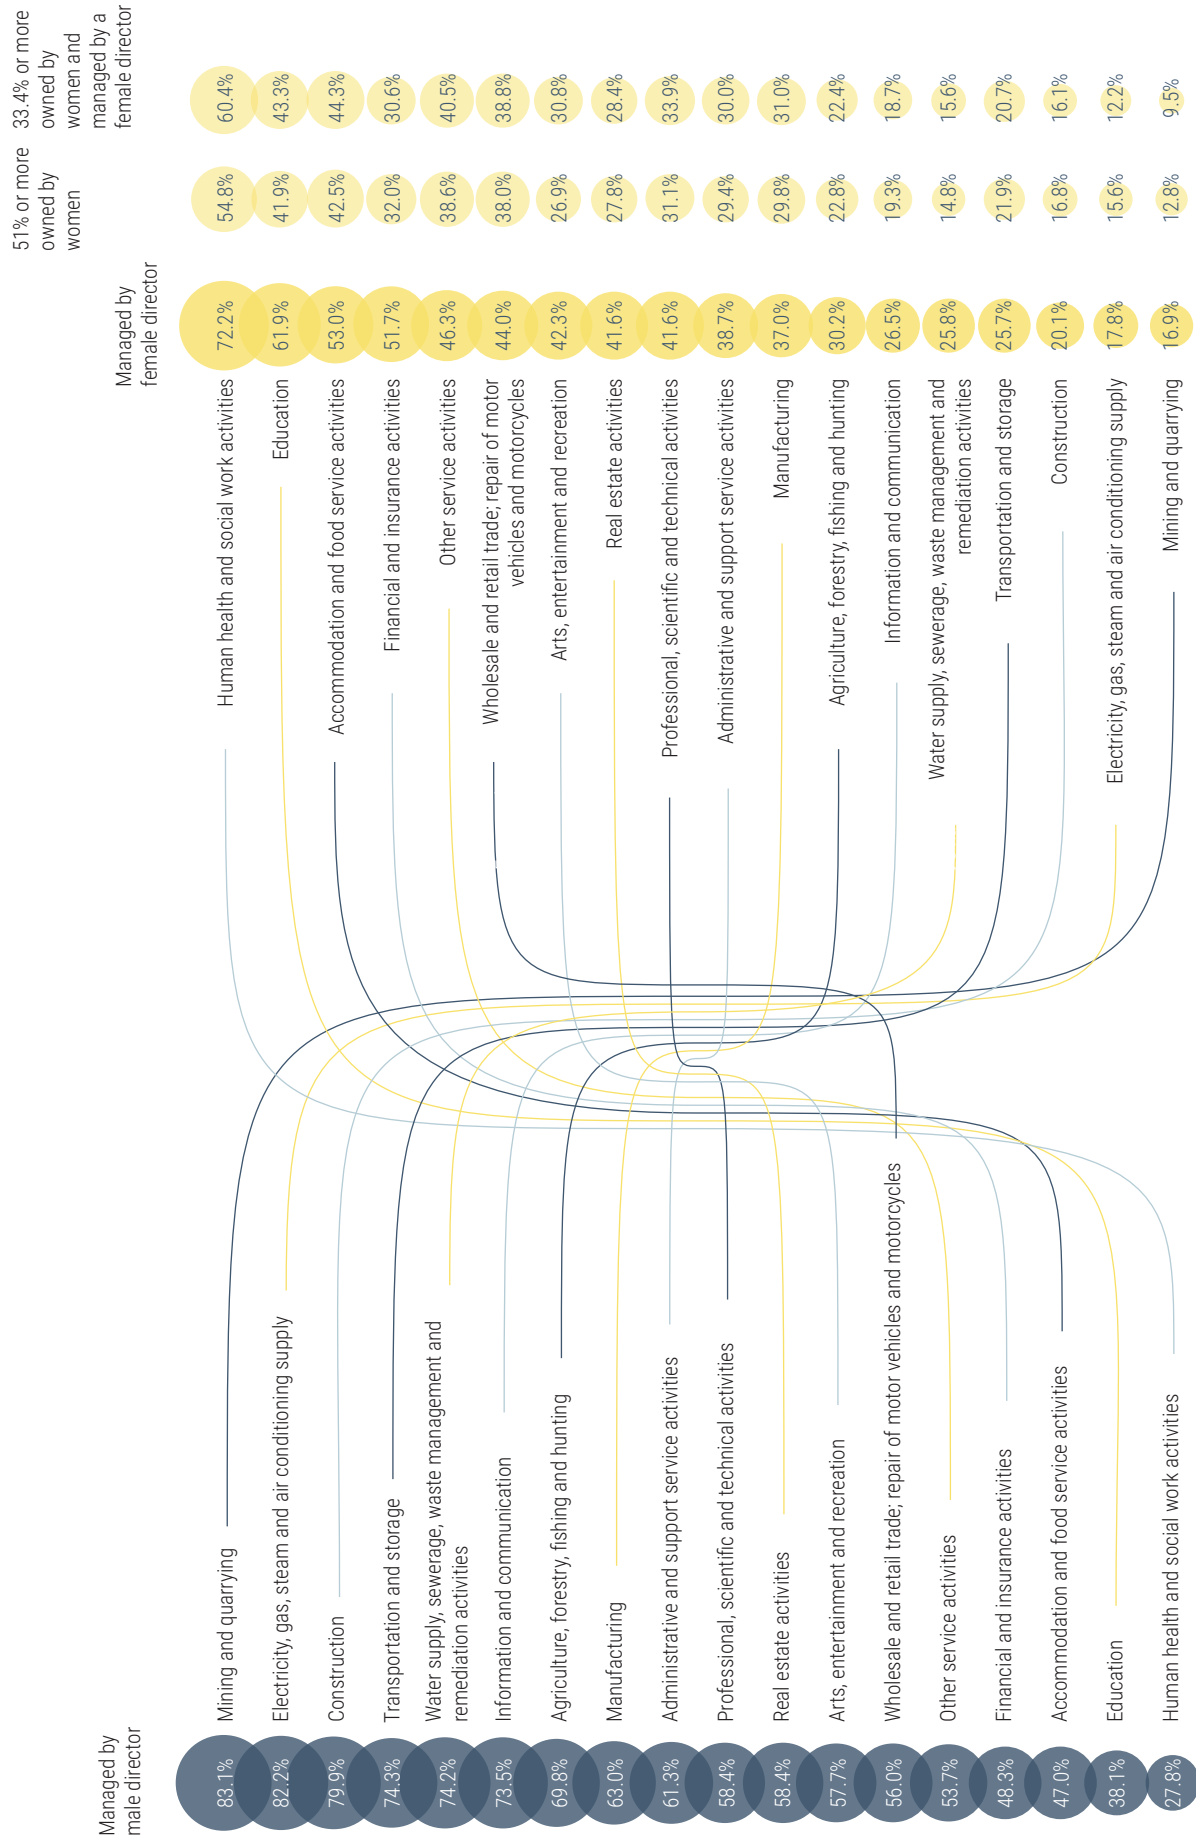 Managed by
male director
Managed by
female director
51% or more
owned by
women
33.4% or more
owned by
women and
managed by a
female director
83.1% Mining and quarrying Human health and social work activities 72.2% 54.8% 60.4%
82.2% Electricity, gas, steam and air conditioning supply Education 61.9% 41.9% 43.3%
79.9% Construction Accommodation and food service activities 53.0% 42.5% 44.3%
74.3% Transportation and storage Financial and insurance activities 51.7% 32.0% 30.6%
74.2% Water supply, sewerage, waste management and
remediation activities
Other service activities 46.3% 38.6% 40.5%
73.5% Information and communication
Wholesale and retail trade; repair of motor
vehicles and motorcycles
44.0% 38.0% 38.8%
69.8% Agriculture, forestry, fishing and hunting Arts, entertainment and recreation 42.3% 26.9% 30.8%
63.0% Manufacturing Real estate activities 41.6% 27.8% 28.4%
61.3% Administrative and support service activities Professional, scientific and technical activities 41.6% 31.1% 33.9%
58.4% Professional, scientific and technical activities Administrative and support service activities 38.7% 29.4% 30.0%
58.4% Real estate activities Manufacturing 37.0% 29.8% 31.0%
57.7% Arts, entertainment and recreation Agriculture, forestry, fishing and hunting 30.2% 22.8% 22.4%
56.0% Wholesale and retail trade; repair of motor vehicles and motorcycles Information and communication 26.5% 19.3% 18.7%
53.7% Other service activities
Water supply, sewerage, waste management and
remediation activities
25.8% 14.8% 15.6%
48.3% Financial and insurance activities Transportation and storage 25.7% 21.9% 20.7%
47.0% Accommodation and food service activities Construction 20.1% 16.8% 16.1%
38.1% Education Electricity, gas, steam and air conditioning supply 17.8% 15.6% 12.2%
27.8% Human health and social work activities Mining and quarrying 16.9% 12.8% 9.5%